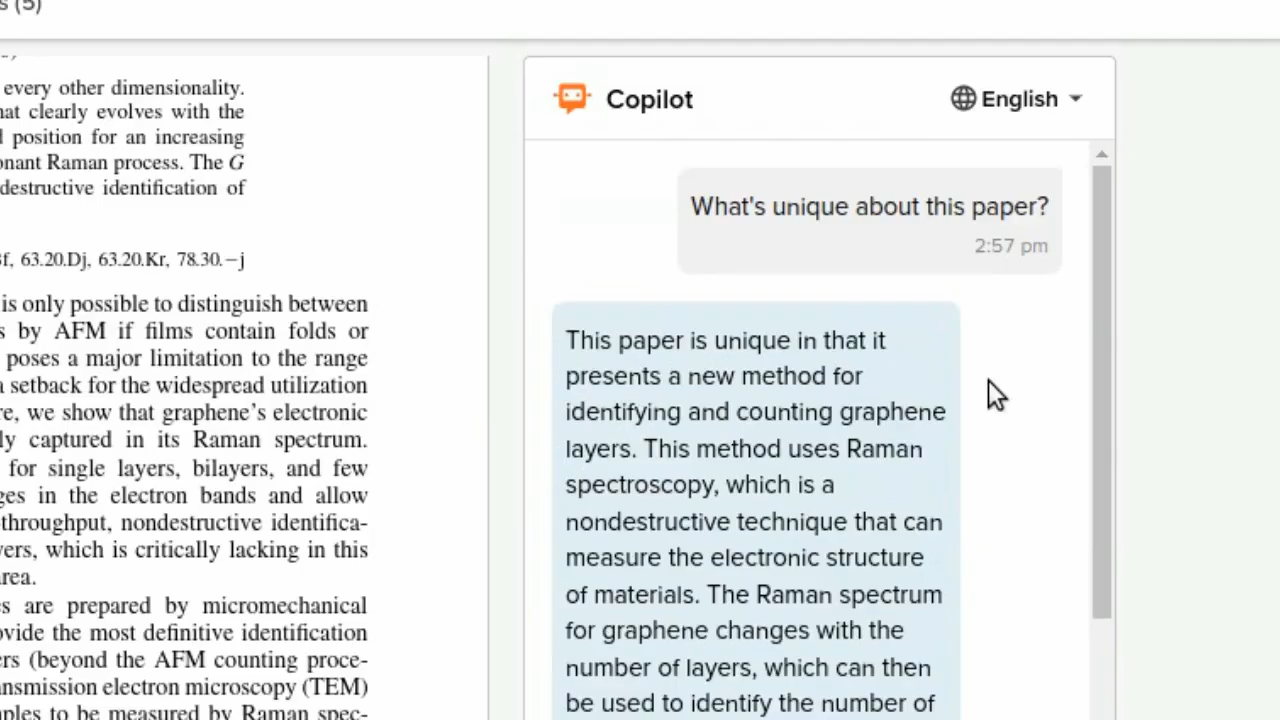 s (5)
every other dimensionality.
that clearly evolves with the
position for an increasing
onant Raman process. The G
destructive identification of
63.20.Dj, 63.20.Kr, 78.30.−j
is only possible to distinguish between
s by AFM if films contain folds or
poses a major limitation to the range
a setback for the widespread utilization
re, we show that graphene's electronic
ly captured in its Raman spectrum.
for single layers, bilayers, and few
ges in the electron bands and allow
throughput, nondestructive identifica-
yers, which is critically lacking in this
area.
es are prepared by micromechanical
ovide the most definitive identification
ers (beyond the AFM counting proce-
ansmission electron microscopy (TEM)
mples to be measured by Raman spec-
Copilot
English
What's unique about this paper?
2:57 pm
This paper is unique in that it
presents a new method for
identifying and counting graphene
layers. This method uses Raman
spectroscopy, which is a
nondestructive technique that can
measure the electronic structure
of materials. The Raman spectrum
for graphene changes with the
number of layers, which can then
be used to identify the number of